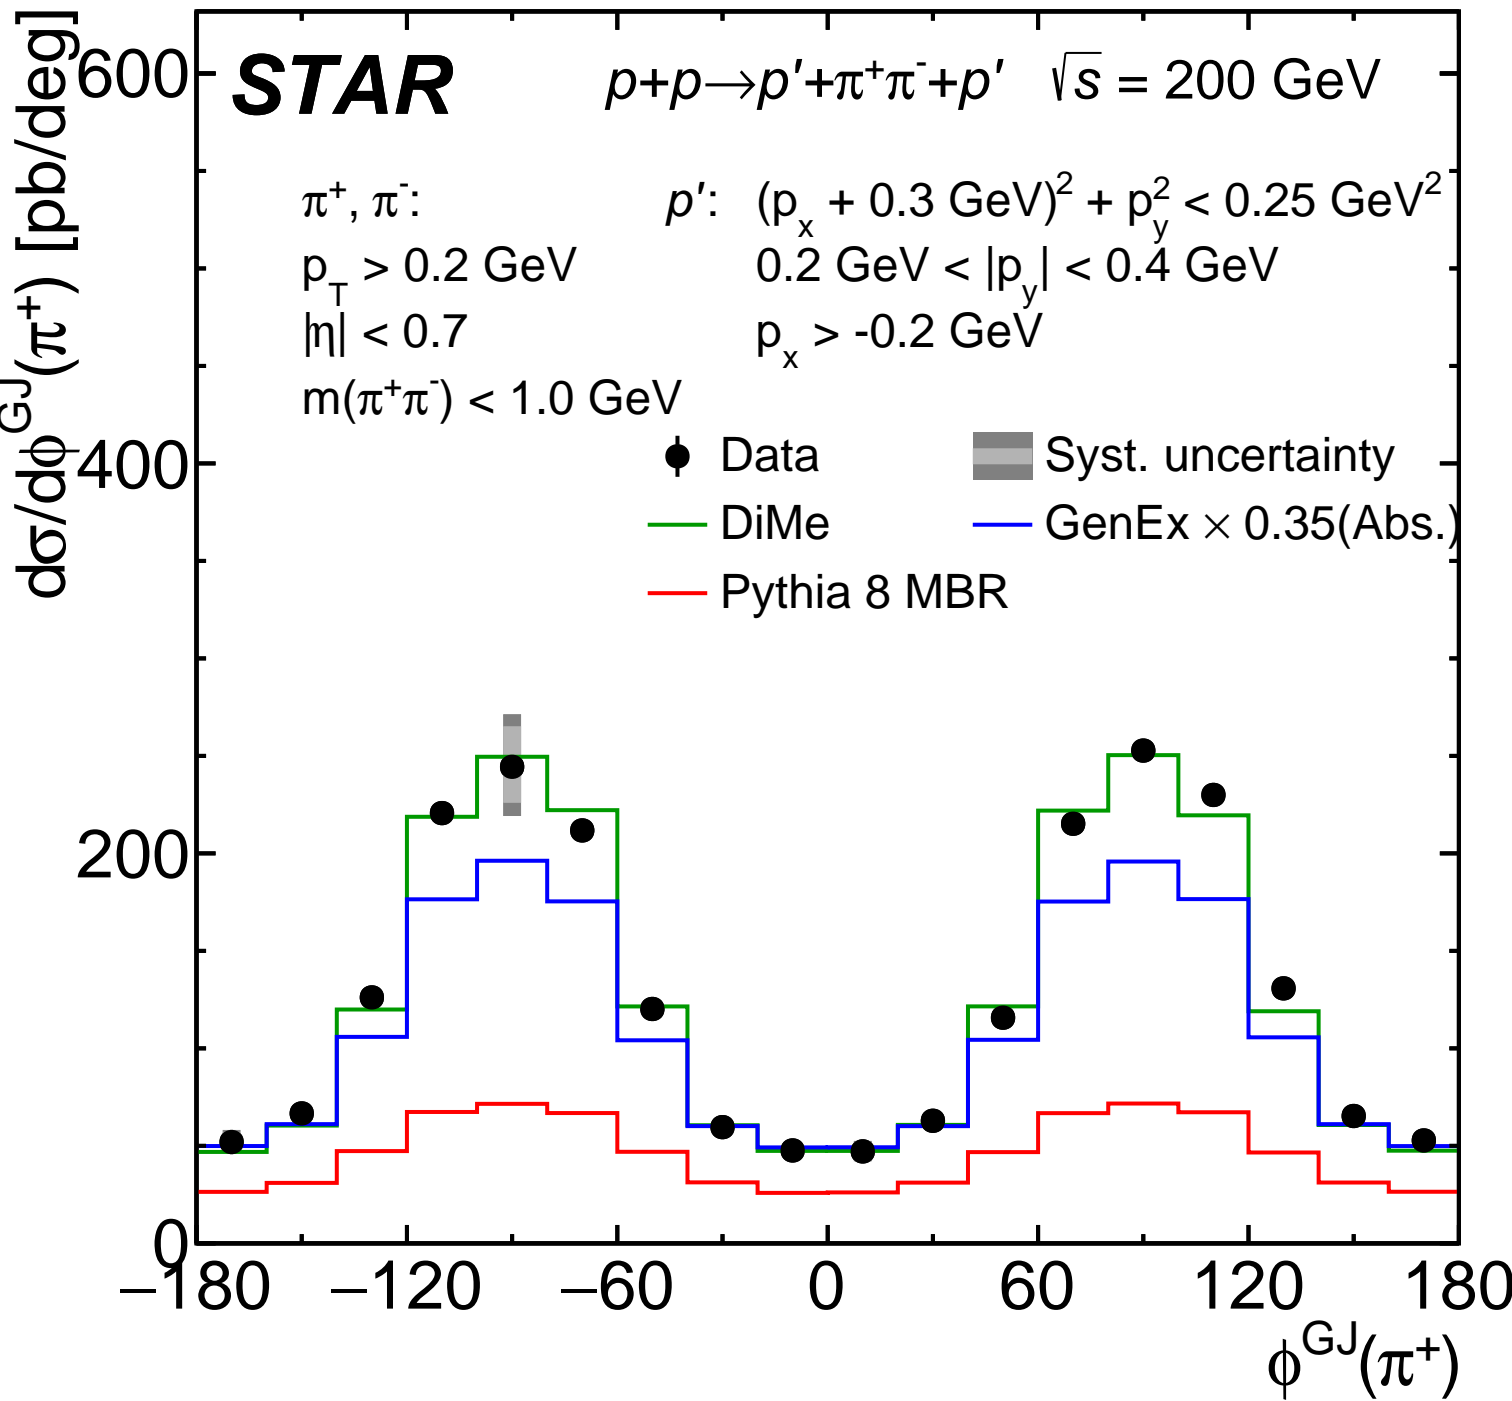 dσ/dϕ^GJ(π⁺) [pb/deg]
STAR p+p→p′+π⁺π⁻+p′ √s = 200 GeV
π⁺, π⁻: p′: (p_x + 0.3 GeV)² + p_y² < 0.25 GeV²
p_T > 0.2 GeV 0.2 GeV < |p_y| < 0.4 GeV
|η| < 0.7 p_x > -0.2 GeV
m(π⁺π⁻) < 1.0 GeV
Data Syst. uncertainty
DiMe GenEx × 0.35(Abs.)
Pythia 8 MBR
600
400
200
0
−180 −120 −60 0 60 120 180
ϕ^GJ(π⁺)